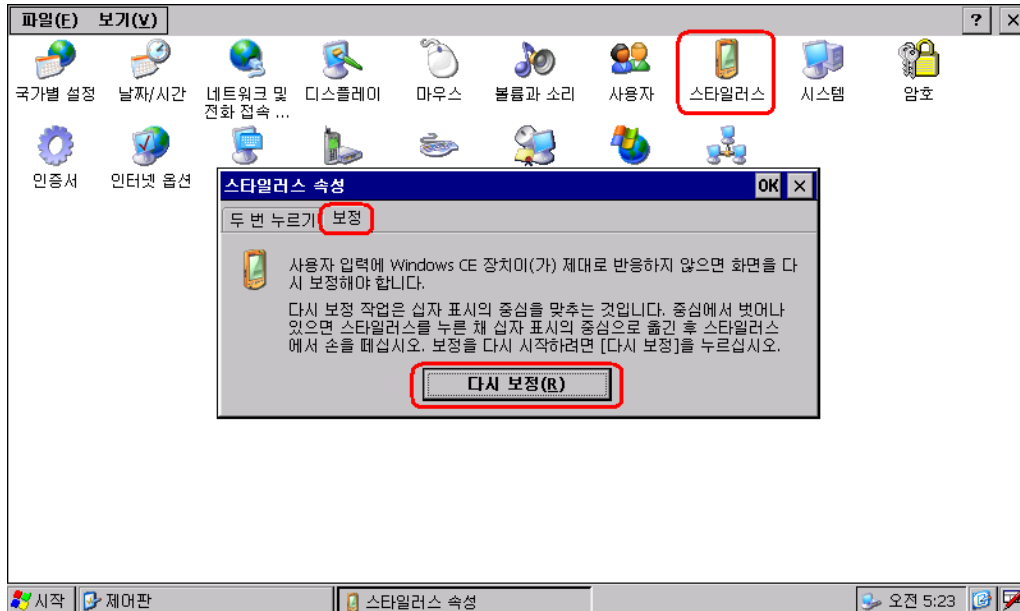 파일(F) 보기(V) ? ×
국가별 설정 날짜/시간 네트워크 및 전화 접속 ... 디스플레이 마우스 볼륨과 소리 사용자 스타일러스 시스템 암호
인증서 인터넷 옵션
스타일러스 속성 OK ×
두 번 누르기 보정
사용자 입력에 Windows CE 장치이(가) 제대로 반응하지 않으면 화면을 다
시 보정해야 합니다.
다시 보정 작업은 십자 표시의 중심을 맞추는 것입니다. 중심에서 벗어나
있으면 스타일러스를 누른 채 십자 표시의 중심으로 옮긴 후 스타일러스
에서 손을 떼십시오. 보정을 다시 시작하려면 [다시 보정]을 누르십시오.
다시 보정(R)
시작 제어판 스타일러스 속성 오전 5:23